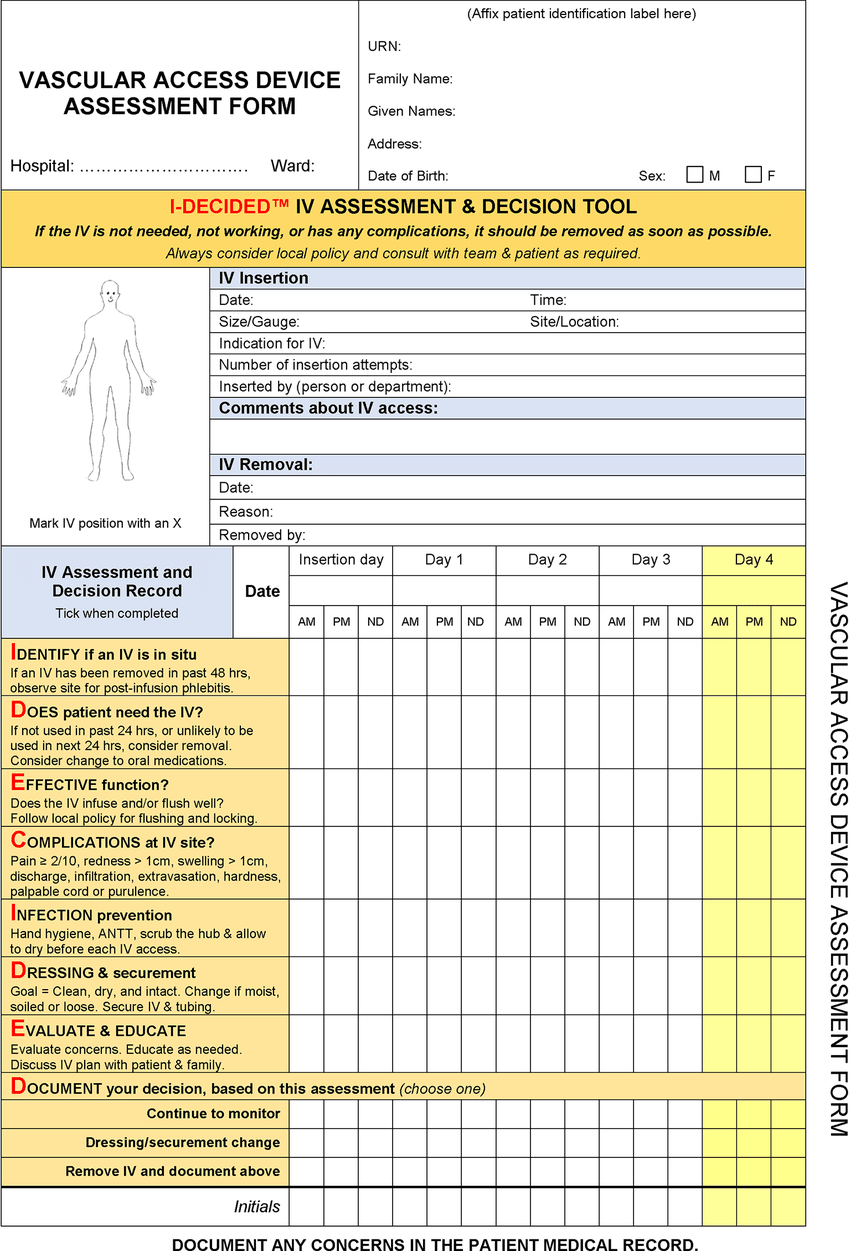 (Affix patient identification label here)
VASCULAR ACCESS DEVICE
ASSESSMENT FORM
Hospital: …………………………. Ward:
URN:
Family Name:
Given Names:
Address:
Date of Birth: Sex: M F
I-DECIDED™ IV ASSESSMENT & DECISION TOOL
If the IV is not needed, not working, or has any complications, it should be removed as soon as possible.
Always consider local policy and consult with team & patient as required.
Mark IV position with an X
IV Insertion
Date: Time:
Size/Gauge: Site/Location:
Indication for IV:
Number of insertion attempts:
Inserted by (person or department):
Comments about IV access:
IV Removal:
Date:
Reason:
Removed by:
IV Assessment and
Decision Record
Tick when completed
Date
Insertion day Day 1 Day 2 Day 3 Day 4
AM PM ND AM PM ND AM PM ND AM PM ND AM PM ND
IDENTIFY if an IV is in situ
If an IV has been removed in past 48 hrs,
observe site for post-infusion phlebitis.
DOES patient need the IV?
If not used in past 24 hrs, or unlikely to be
used in next 24 hrs, consider removal.
Consider change to oral medications.
EFFECTIVE function?
Does the IV infuse and/or flush well?
Follow local policy for flushing and locking.
COMPLICATIONS at IV site?
Pain ≥ 2/10, redness > 1cm, swelling > 1cm,
discharge, infiltration, extravasation, hardness,
palpable cord or purulence.
INFECTION prevention
Hand hygiene, ANTT, scrub the hub & allow
to dry before each IV access.
DRESSING & securement
Goal = Clean, dry, and intact. Change if moist,
soiled or loose. Secure IV & tubing.
EVALUATE & EDUCATE
Evaluate concerns. Educate as needed.
Discuss IV plan with patient & family.
DOCUMENT your decision, based on this assessment (choose one)
Continue to monitor
Dressing/securement change
Remove IV and document above
Initials
DOCUMENT ANY CONCERNS IN THE PATIENT MEDICAL RECORD.
VASCULAR ACCESS DEVICE ASSESSMENT FORM